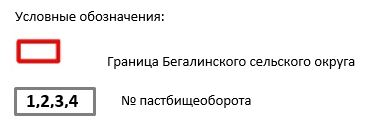 Условные обозначения:
Граница Бегалинского сельского округа
1,2,3,4 № пастбищеоборота